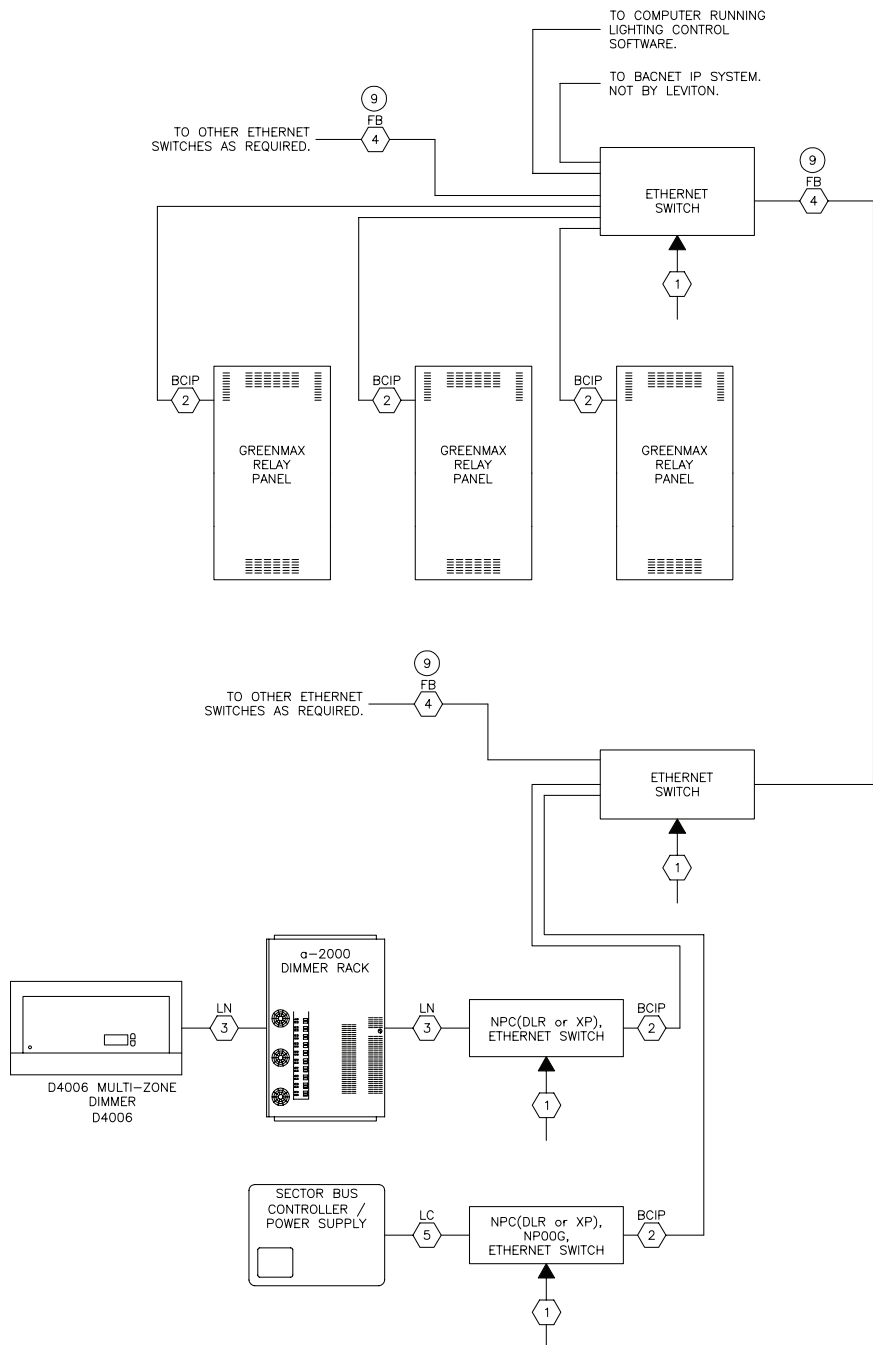 TO COMPUTER RUNNING
LIGHTING CONTROL
SOFTWARE.
TO BACNET IP SYSTEM.
NOT BY LEVITON.
9
FB
4
TO OTHER ETHERNET
SWITCHES AS REQUIRED.
ETHERNET
SWITCH
9
FB
4
1
BCIP
2
BCIP
2
BCIP
2
GREENMAX
RELAY
PANEL
GREENMAX
RELAY
PANEL
GREENMAX
RELAY
PANEL
9
FB
4
TO OTHER ETHERNET
SWITCHES AS REQUIRED.
ETHERNET
SWITCH
1
a-2000
DIMMER RACK
LN
3
LN
3
NPC(DLR or XP),
ETHERNET SWITCH
BCIP
2
D4006 MULTI-ZONE
DIMMER
D4006
1
SECTOR BUS
CONTROLLER /
POWER SUPPLY
LC
5
NPC(DLR or XP),
NP00G,
ETHERNET SWITCH
BCIP
2
1